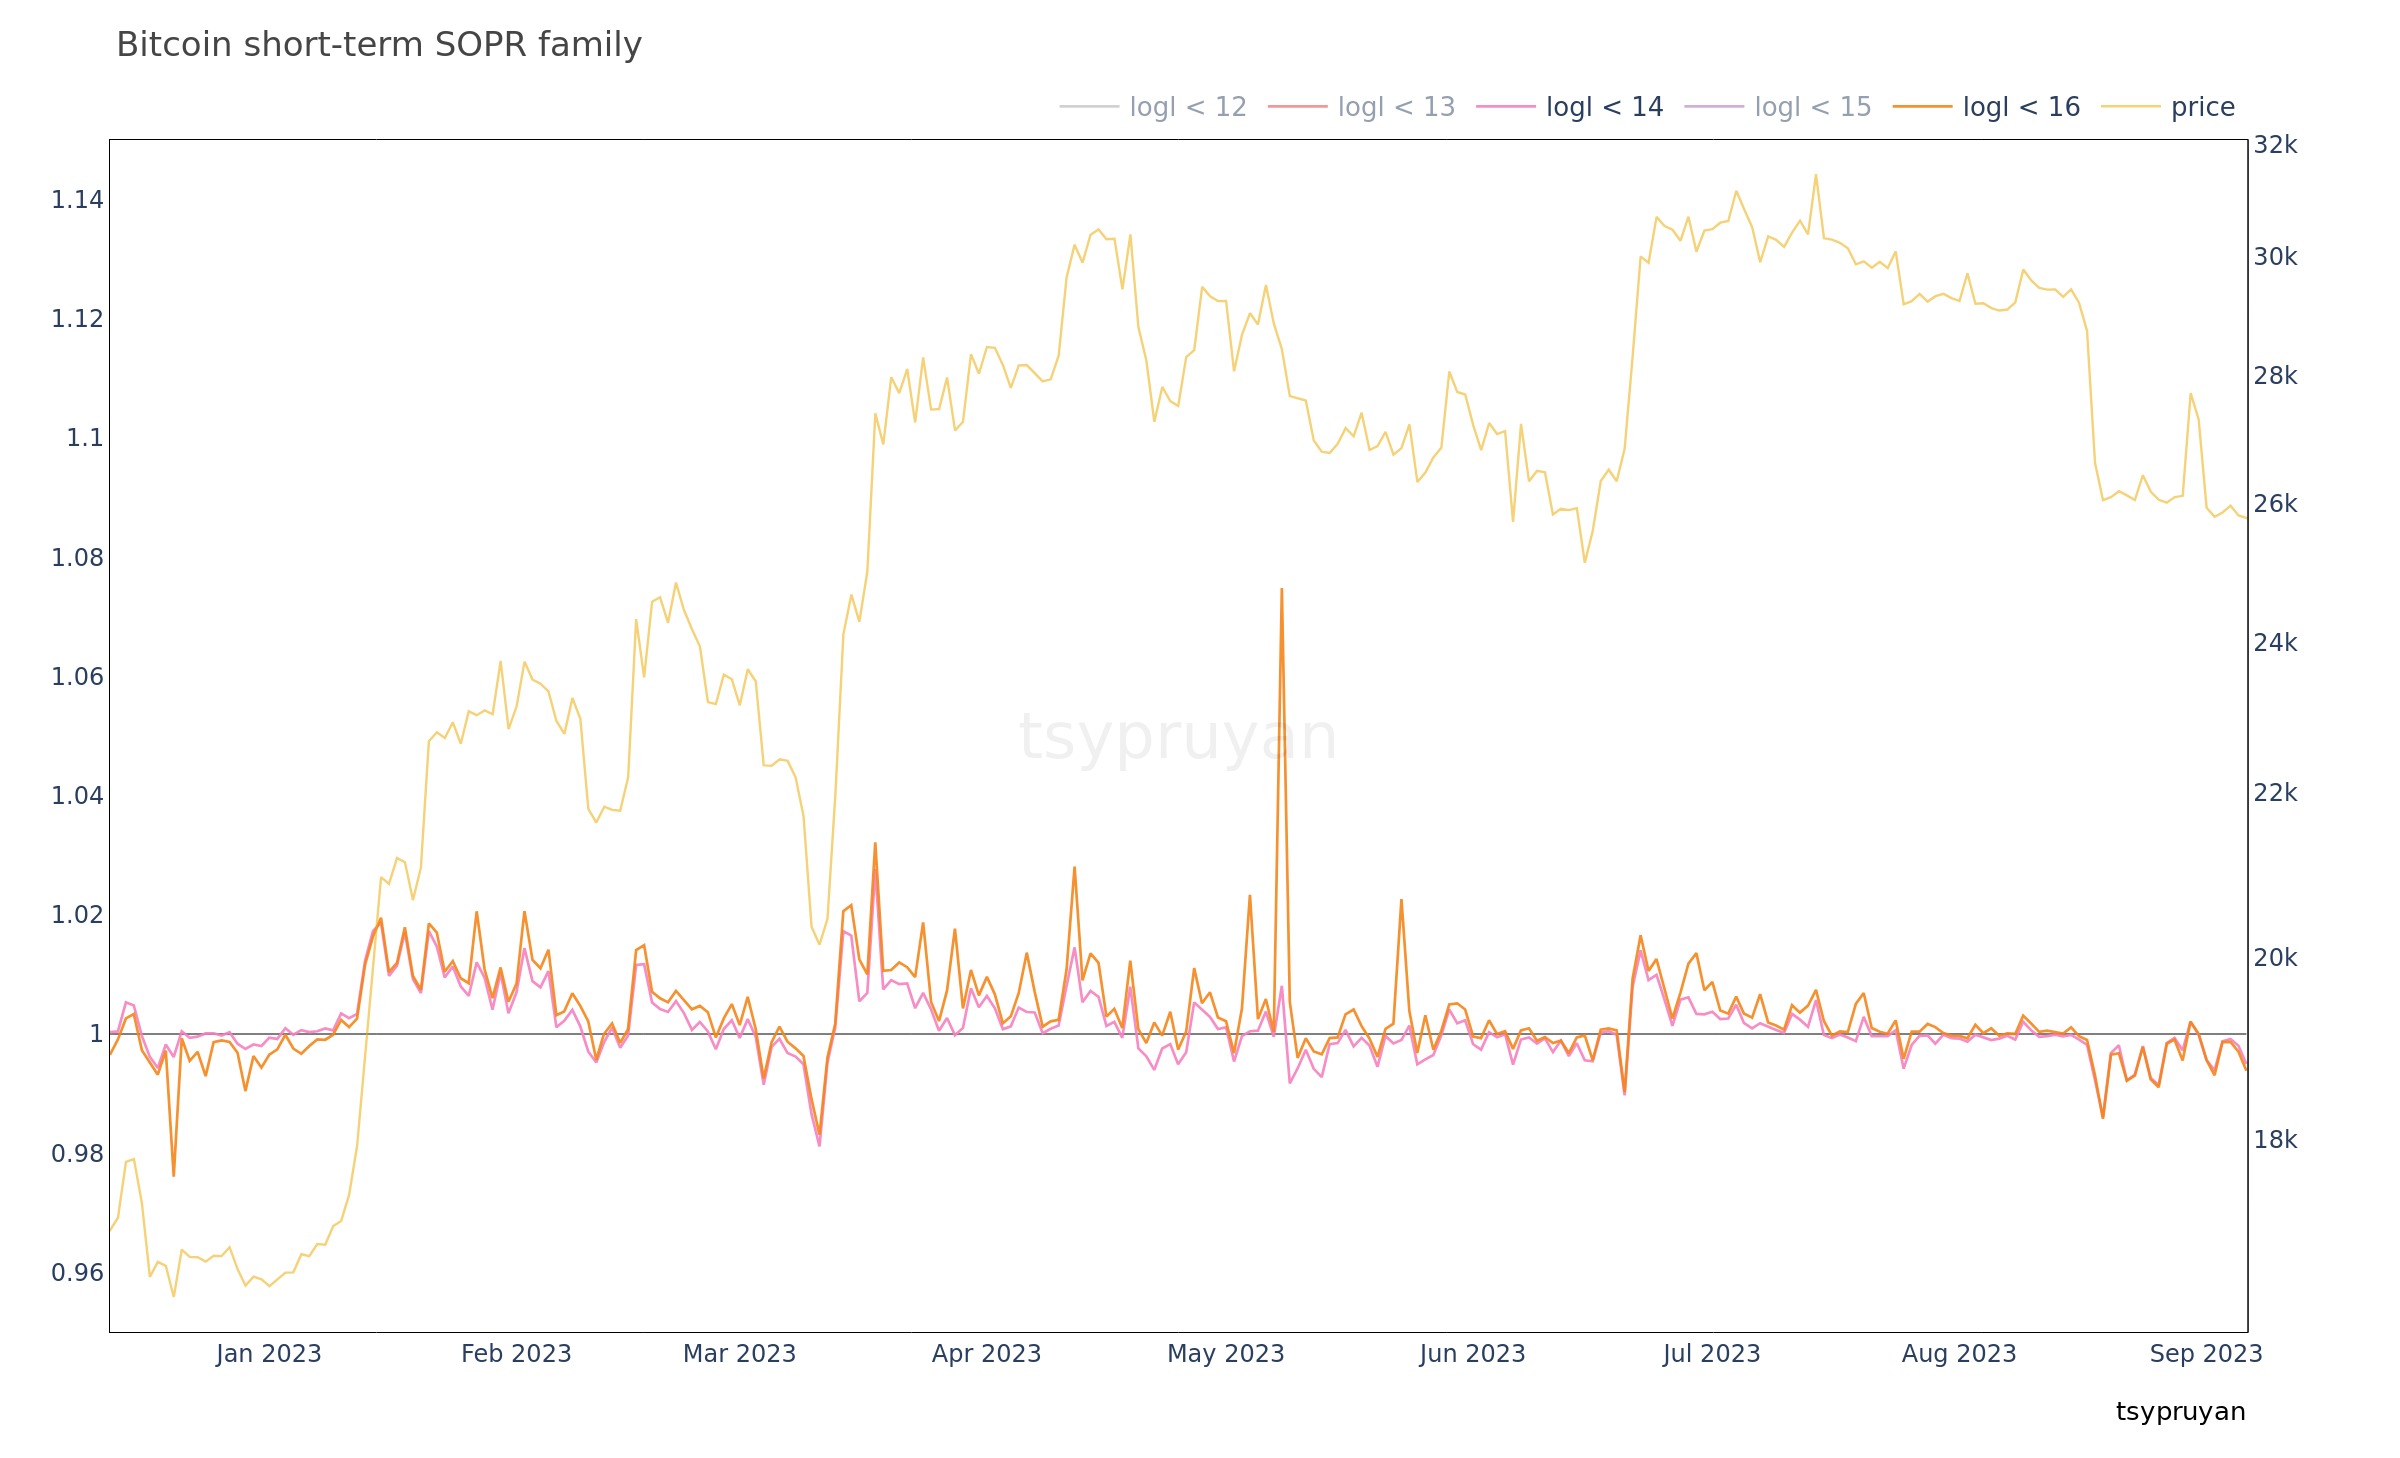 Bitcoin short-term SOPR family
logl < 12 logl < 13 logl < 14 logl < 15 logl < 16 price
1.14
1.12
1.1
1.08
1.06
1.04
1.02
1
0.98
0.96
32k
30k
28k
26k
24k
22k
20k
18k
tsypruyan
Jan 2023 Feb 2023 Mar 2023 Apr 2023 May 2023 Jun 2023 Jul 2023 Aug 2023 Sep 2023
tsypruyan